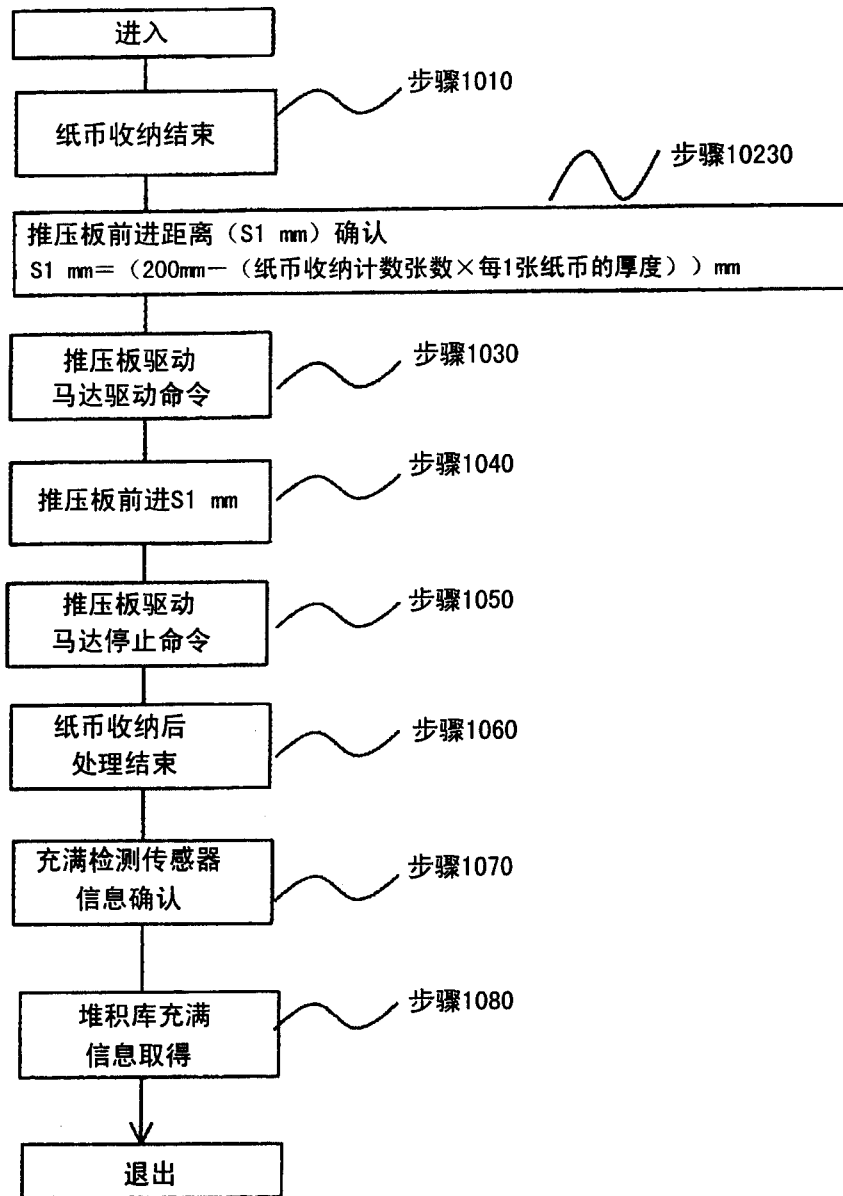 进入
步骤1010
纸币收纳结束
步骤10230
推压板前进距离（S1 mm）确认
S1 mm＝（200mm－（纸币收纳计数张数×每1张纸币的厚度））mm
推压板驱动
马达驱动命令
步骤1030
推压板前进S1 mm
步骤1040
推压板驱动
马达停止命令
步骤1050
纸币收纳后
处理结束
步骤1060
充满检测传感器
信息确认
步骤1070
堆积库充满
信息取得
步骤1080
退出